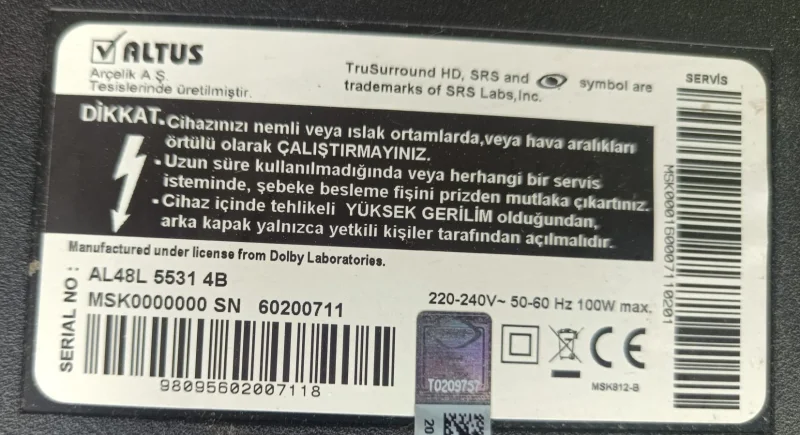 ALTUS
Arçelik A Ş.
Tesislerinde üretilmiştir.
TruSurround HD, SRS and symbol are
trademarks of SRS Labs,Inc.
SERVİS
DİKKAT
• Cihazınızı nemli veya ıslak ortamlarda,veya hava aralıkları
örtülü olarak ÇALIŞTIRMAYINIZ.
• Uzun süre kullanılmadığında veya herhangi bir servis
isteminde, şebeke besleme fişini prizden mutlaka çıkartınız.
• Cihaz içinde tehlikeli YÜKSEK GERİLİM olduğundan,
arka kapak yalnızca yetkili kişiler tarafından açılmalıdır.
Manufactured under license from Dolby Laboratories.
SERIAL NO :
AL48L 5531 4B
MSK0000000 SN 60200711
98095602007118
220-240V~ 50-60 Hz 100W max.
T0209757
20
CE
MSK812-B
MSK000160007110201